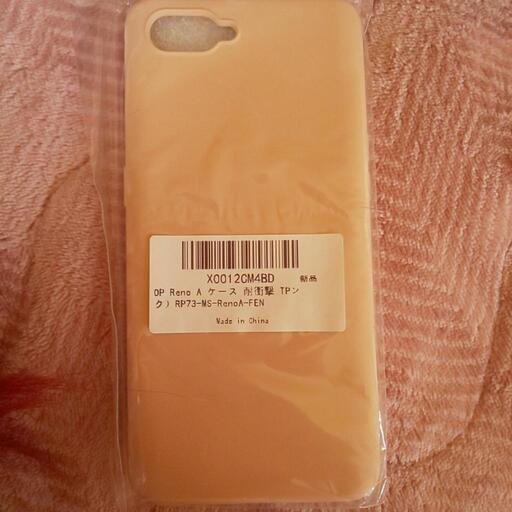 X0012CM4BD
新品
OP Reno A ケース 耐衝撃 TPン
ク) RP73-MS-RenoA-FEN
Made in China